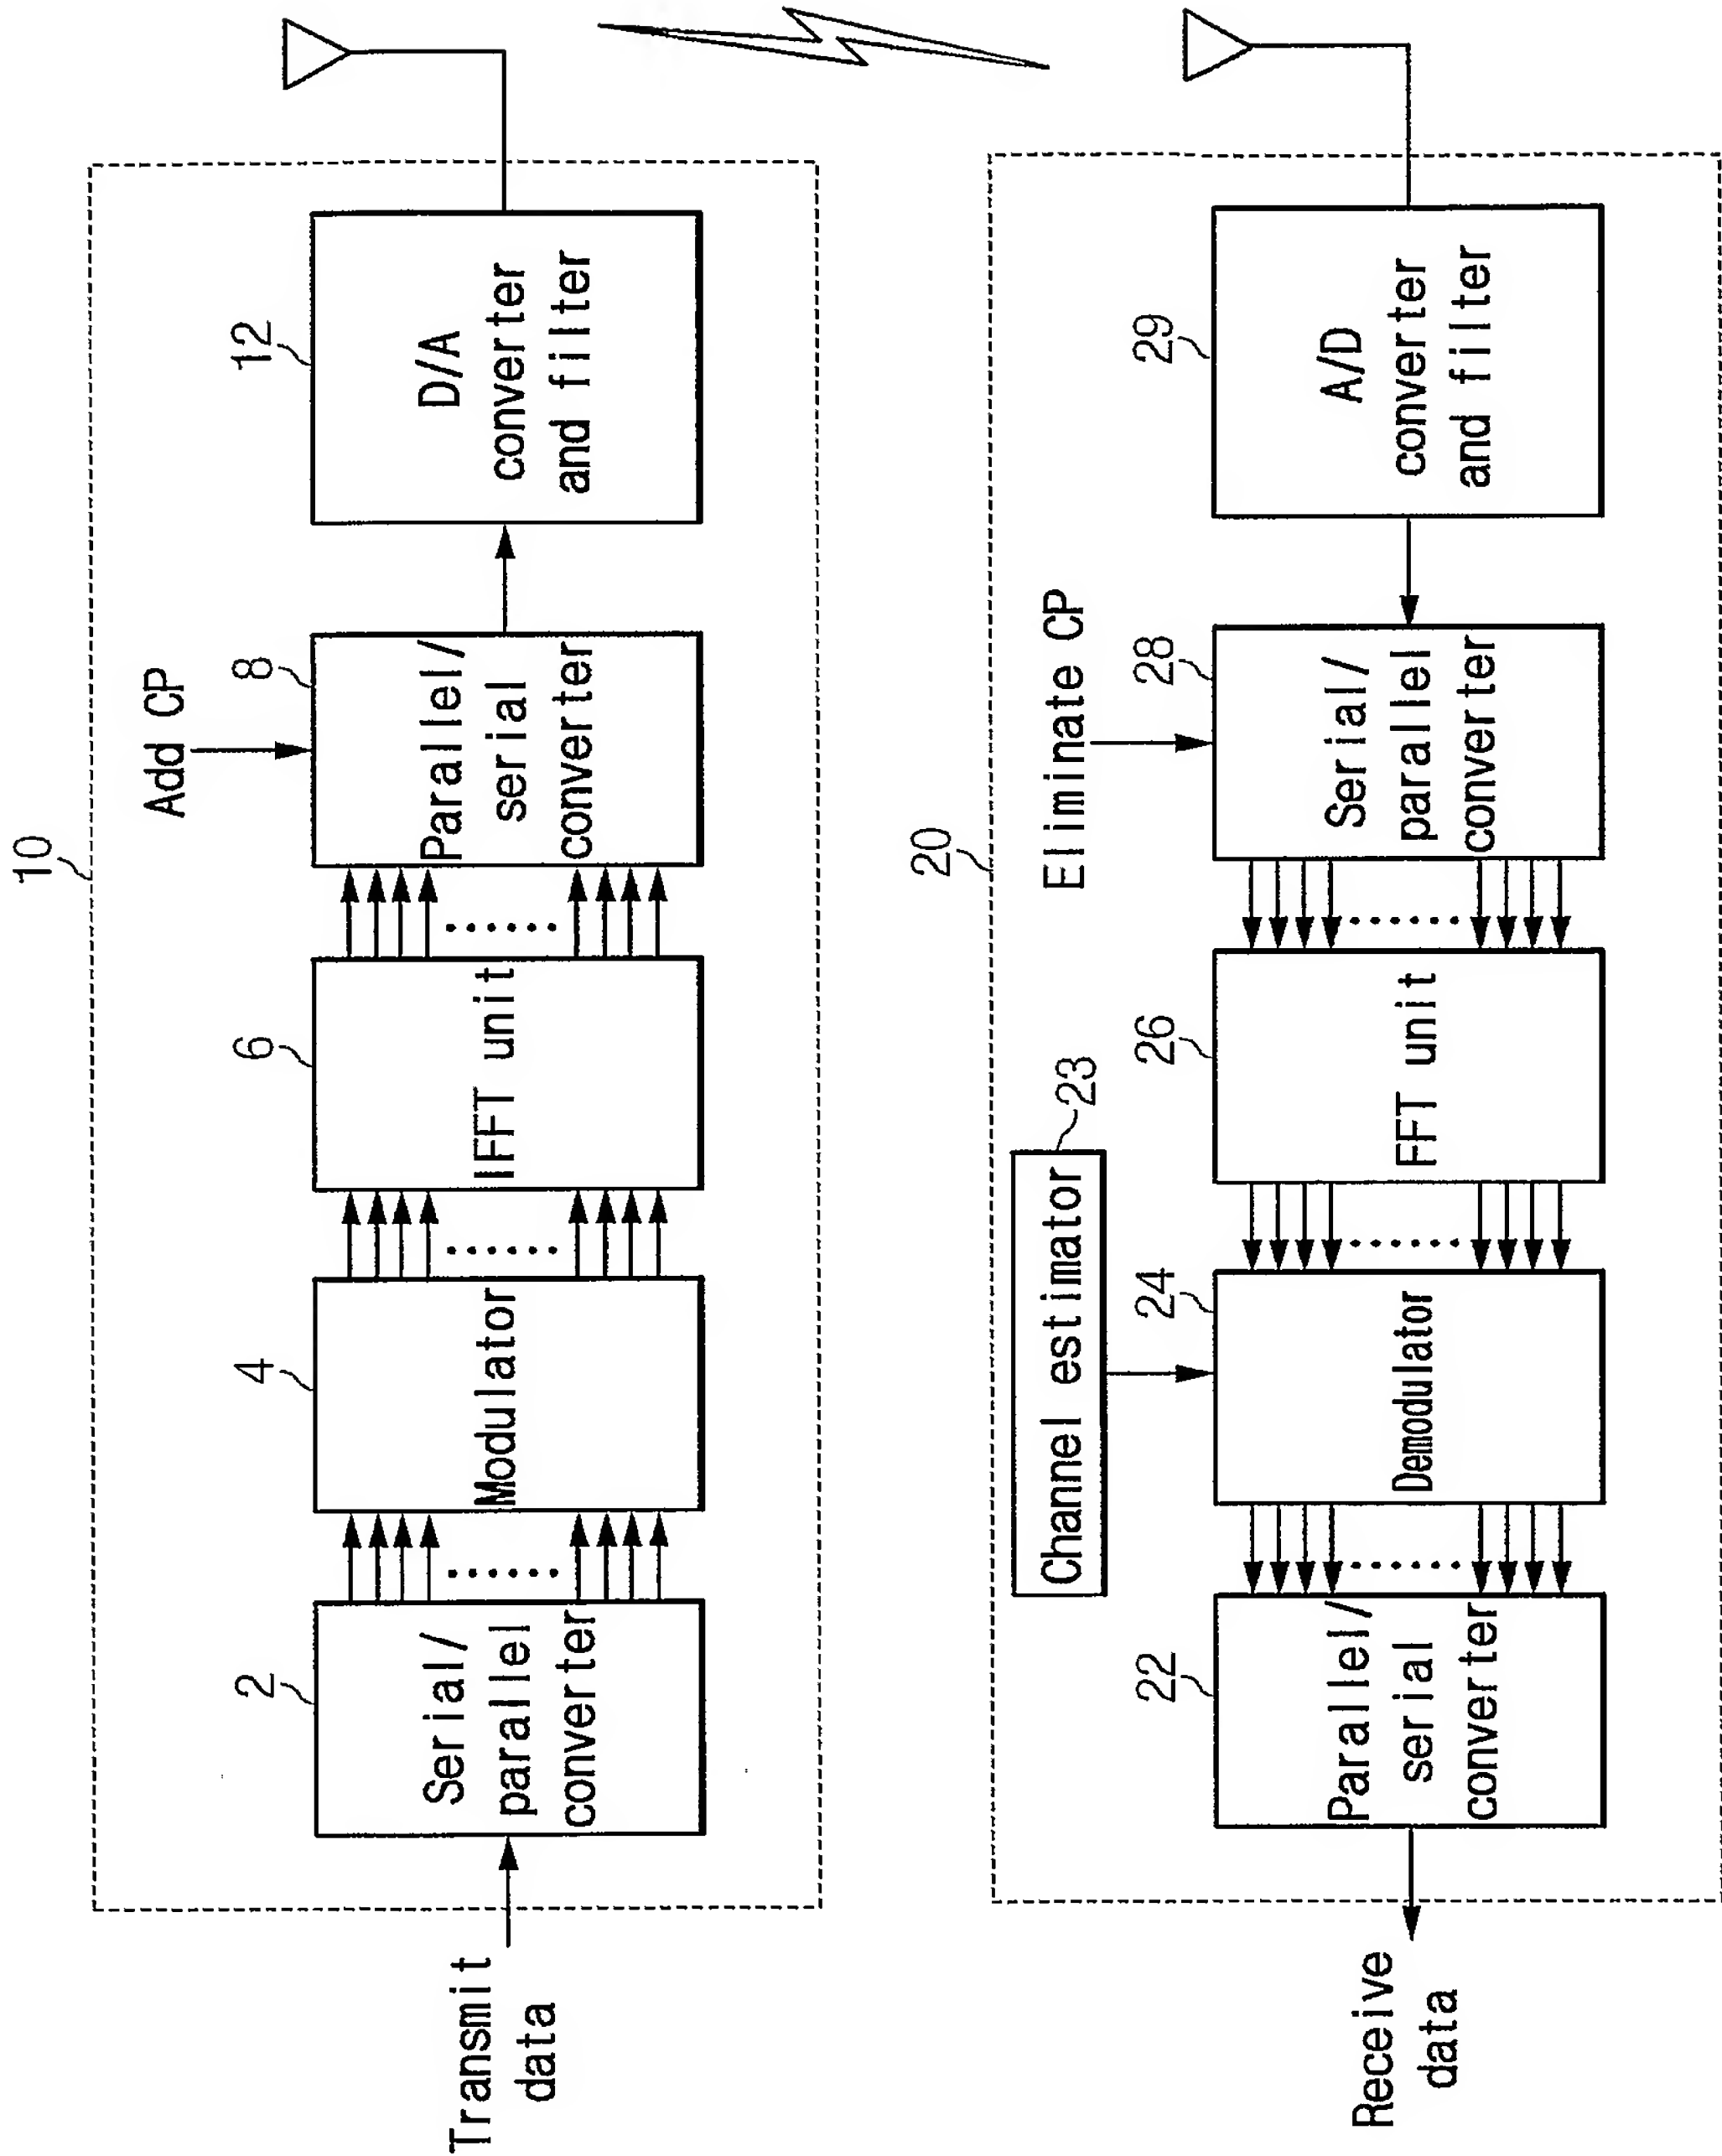 10
Add CP
2
4
6
8
12
Transmit
data
Serial/
parallel
converter
Modulator
IFFT unit
Parallel/
serial
converter
D/A
converter
and filter
20
Channel estimator
23
Eliminate CP
22
24
26
28
29
Receive
data
Parallel/
serial
converter
Demodulator
FFT unit
Serial/
parallel
converter
A/D
converter
and filter